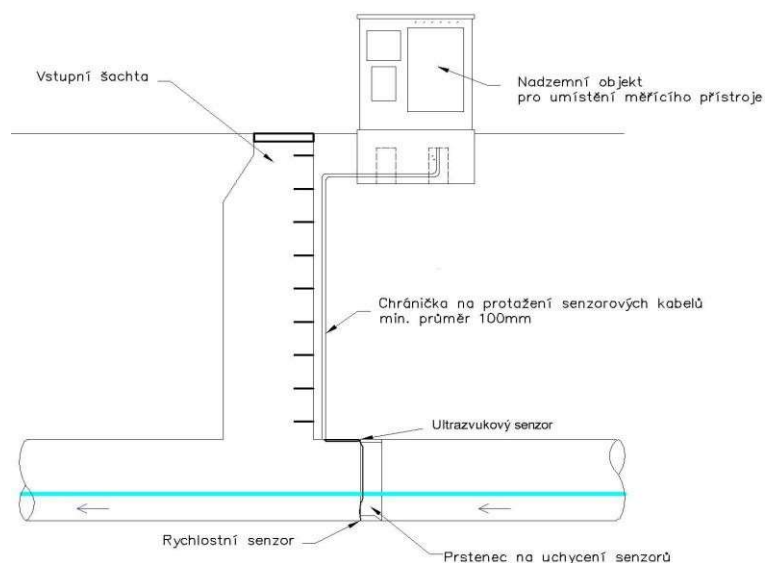 Vstupní šachta
Nadzemní objekt
pro umístění měřícího přístroje
Chránička na protažení senzorových kabelů
min. průměr 100mm
Ultrazvukový senzor
Rychlostní senzor
Prstenec na uchycení senzorů